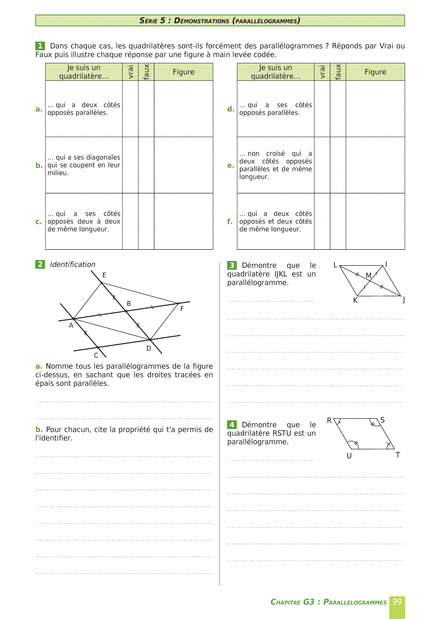 SÉRIE 5 : DÉMONSTRATIONS (PARALLÉLOGRAMMES)
1 Dans chaque cas, les quadrilatères sont-ils forcément des parallélogrammes ? Réponds par Vrai ou
Faux puis illustre chaque réponse par une figure à main levée codée.
Je suis un
quadrilatère…
vrai
faux
Figure
a.
… qui a deux côtés
opposés parallèles.
b.
… qui a ses diagonales
qui se coupent en leur
milieu.
c.
… qui a ses côtés
opposés deux à deux
de même longueur.
Je suis un
quadrilatère…
vrai
faux
Figure
d.
… qui a ses côtés
opposés parallèles.
e.
… non croisé qui a
deux côtés opposés
parallèles et de même
longueur.
f.
… qui a deux côtés
opposés et deux côtés
de même longueur.
2 Identification
E
B
F
A
D
C
a. Nomme tous les parallélogrammes de la figure
ci-dessus, en sachant que les droites tracées en
épais sont parallèles.
b. Pour chacun, cite la propriété qui t'a permis de
l'identifier.
3 Démontre que le
quadrilatère IJKL est un
parallélogramme.
L
I
M
K
J
4 Démontre que le
quadrilatère RSTU est un
parallélogramme.
R
S
U
T
CHAPITRE G3 : PARALLÉLOGRAMMES 99